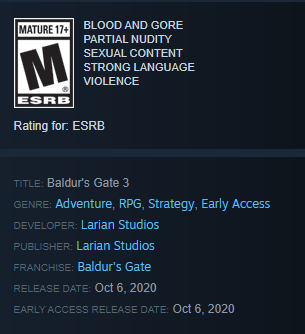 MATURE 17+
M
ESRB
BLOOD AND GORE
PARTIAL NUDITY
SEXUAL CONTENT
STRONG LANGUAGE
VIOLENCE
Rating for: ESRB
TITLE: Baldur's Gate 3
GENRE: Adventure, RPG, Strategy, Early Access
DEVELOPER: Larian Studios
PUBLISHER: Larian Studios
FRANCHISE: Baldur's Gate
RELEASE DATE: Oct 6, 2020
EARLY ACCESS RELEASE DATE: Oct 6, 2020